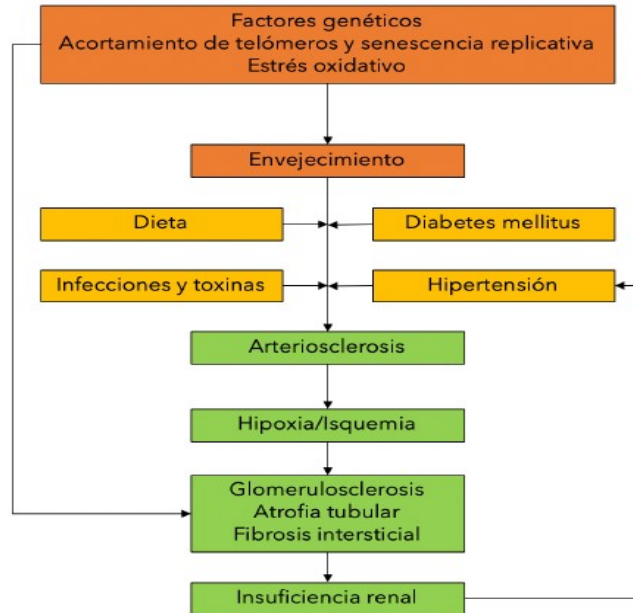 Factores genéticos
Acortamiento de telómeros y senescencia replicativa
Estrés oxidativo
Envejecimiento
Dieta
Diabetes mellitus
Infecciones y toxinas
Hipertensión
Arteriosclerosis
Hipoxia/Isquemia
Glomerulosclerosis
Atrofia tubular
Fibrosis intersticial
Insuficiencia renal